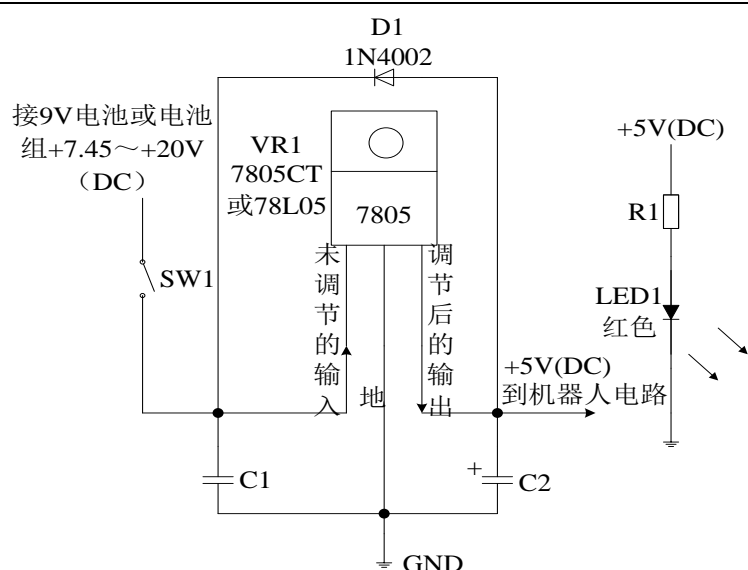 D1
1N4002
接9V电池或电池
组+7.45～+20V
（DC）
VR1
7805CT
或78L05
7805
+5V(DC)
R1
SW1
未调节的输入
地
调节后的输出
LED1
红色
+5V(DC)
到机器人电路
C1
+
C2
GND